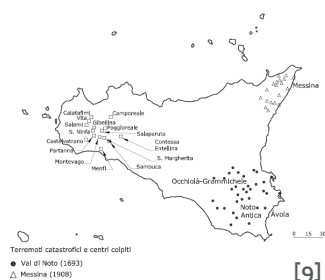 Messina
Calatafimi
Vita
Camporeale
Gibellina
Salemi
Poggioreale
S. Ninfa
Salaparuta
Castelvetrano
Contessa
Entellina
Partanna
S. Margherita
Montevago
Sambuca
Menfi
Occhiolà-Grammichele
Noto
Antica
Avola
0 15 30
Terremoti catastrofici e centri colpiti
Val di Noto (1693)
Messina (1908)
[9]